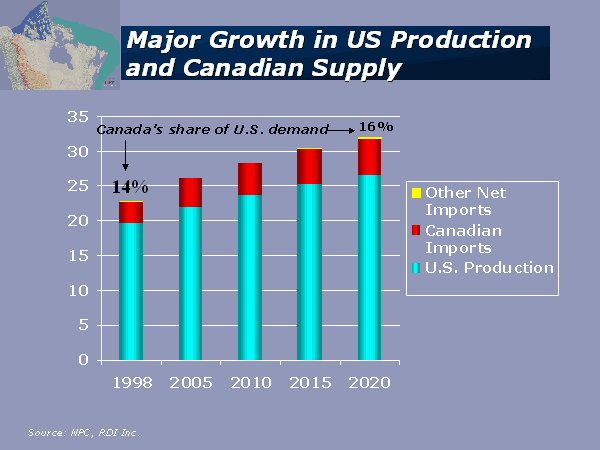 Major Growth in US Production
and Canadian Supply
35
Canada's share of U.S. demand
16%
30
14%
25
20
15
10
5
0
1998 2005 2010 2015 2020
Other Net
Imports
Canadian
Imports
U.S. Production
Source: NPC, RDI Inc.